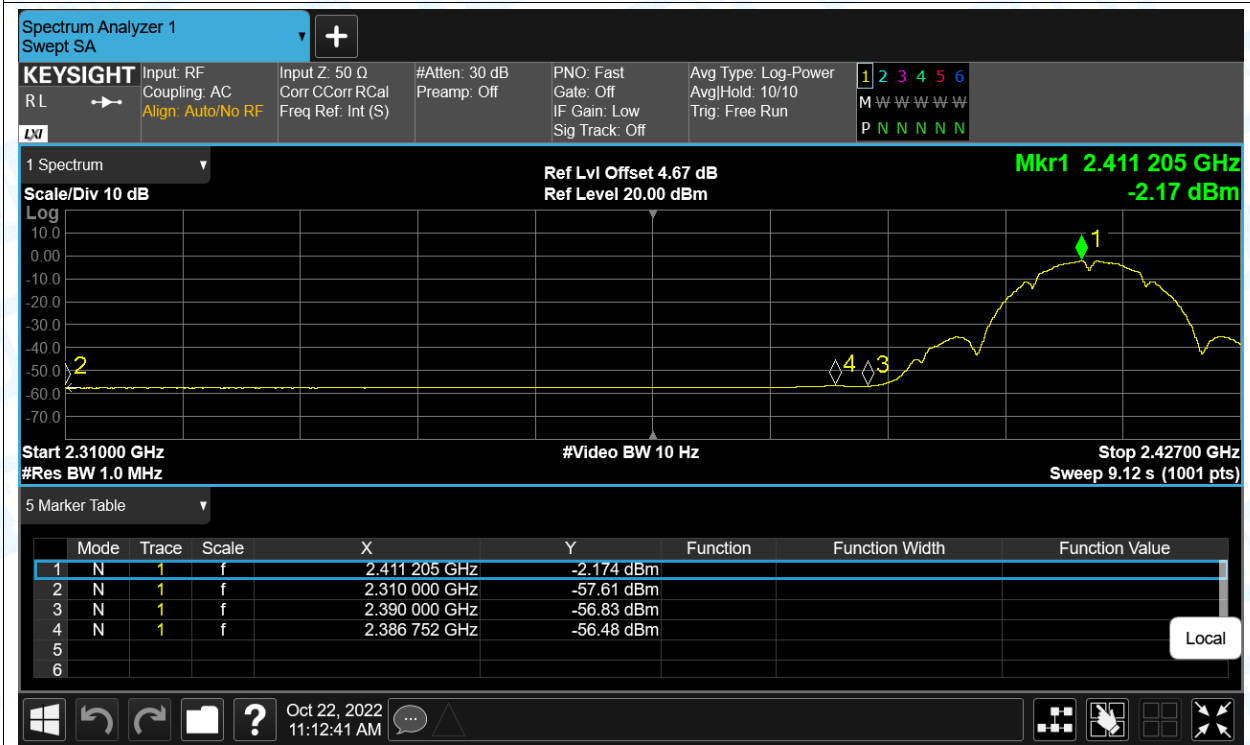 Spectrum Analyzer 1
Swept SA
+
KEYSIGHT
R L
LXI
Input: RF
Coupling: AC
Align: Auto/No RF
Input Z: 50 Ω
Corr CCorr RCal
Freq Ref: Int (S)
#Atten: 30 dB
Preamp: Off
PNO: Fast
Gate: Off
IF Gain: Low
Sig Track: Off
Avg Type: Log-Power
Avg|Hold: 10/10
Trig: Free Run
1 2 3 4 5 6
M W W W W W
P N N N N N
1 Spectrum
Scale/Div 10 dB
Ref Lvl Offset 4.67 dB
Ref Level 20.00 dBm
Mkr1 2.411 205 GHz
-2.17 dBm
Log
10.0
0.00
-10.0
-20.0
-30.0
-40.0
-50.0
-60.0
-70.0
1
2
4
3
Start 2.31000 GHz
#Video BW 10 Hz
Stop 2.42700 GHz
#Res BW 1.0 MHz
Sweep 9.12 s (1001 pts)
5 Marker Table
Mode Trace Scale X Y Function Function Width Function Value
1 N 1 f 2.411 205 GHz -2.174 dBm
2 N 1 f 2.310 000 GHz -57.61 dBm
3 N 1 f 2.390 000 GHz -56.83 dBm
4 N 1 f 2.386 752 GHz -56.48 dBm
5
6
Local
?
Oct 22, 2022
11:12:41 AM